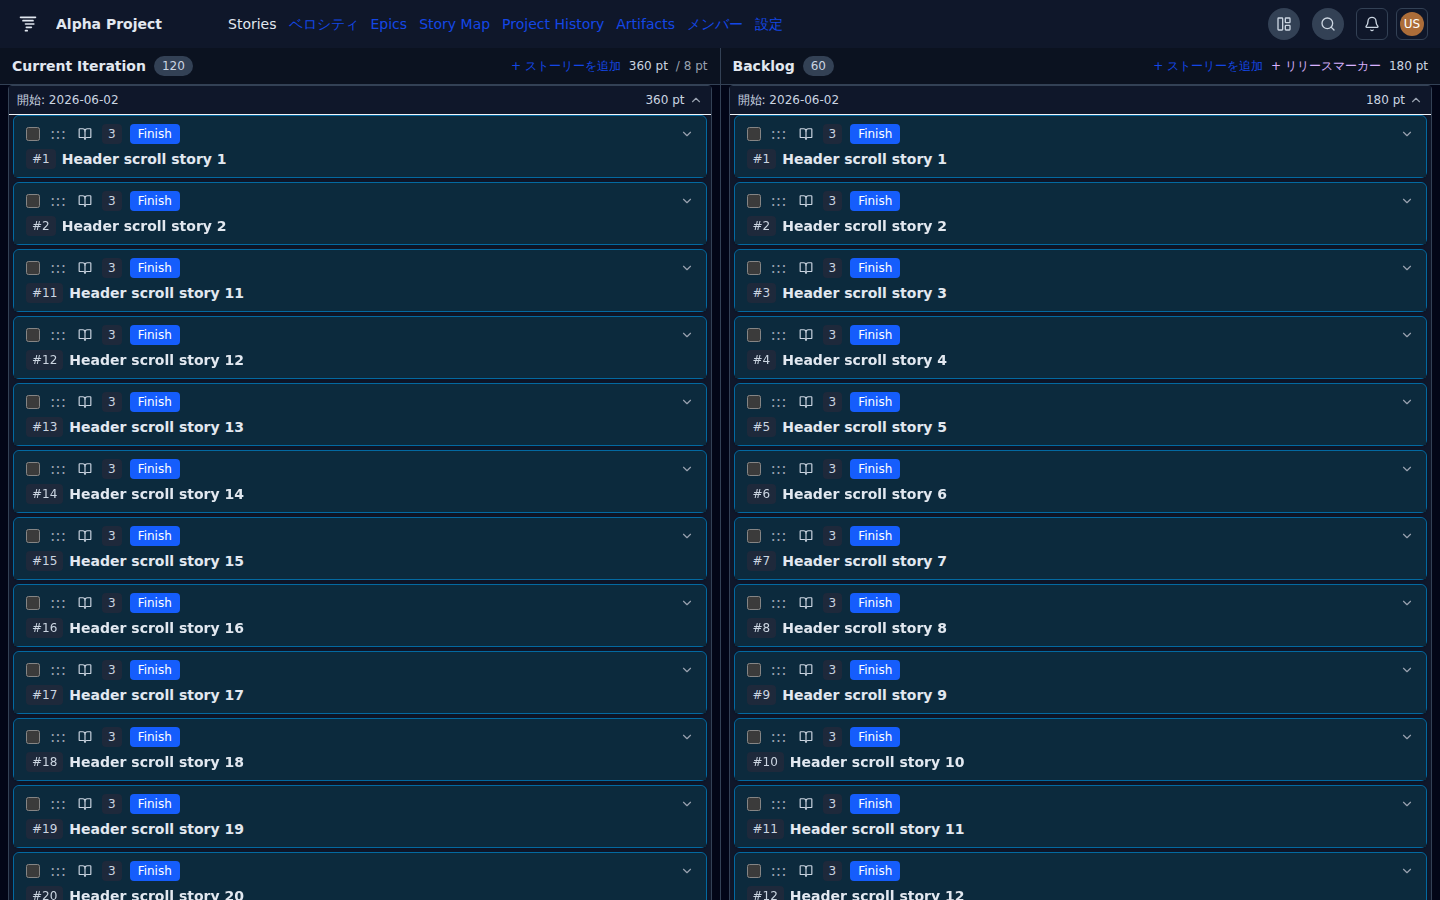 Alpha Project
Stories ベロシティ Epics Story Map Project History Artifacts メンバー 設定
US
Current Iteration 120 + ストーリーを追加 360 pt / 8 pt
開始: 2026-06-02 360 pt
3 Finish
#1 Header scroll story 1
3 Finish
#2 Header scroll story 2
3 Finish
#11 Header scroll story 11
3 Finish
#12 Header scroll story 12
3 Finish
#13 Header scroll story 13
3 Finish
#14 Header scroll story 14
3 Finish
#15 Header scroll story 15
3 Finish
#16 Header scroll story 16
3 Finish
#17 Header scroll story 17
3 Finish
#18 Header scroll story 18
3 Finish
#19 Header scroll story 19
3 Finish
#20 Header scroll story 20
Backlog 60 + ストーリーを追加 + リリースマーカー 180 pt
開始: 2026-06-02 180 pt
3 Finish
#1 Header scroll story 1
3 Finish
#2 Header scroll story 2
3 Finish
#3 Header scroll story 3
3 Finish
#4 Header scroll story 4
3 Finish
#5 Header scroll story 5
3 Finish
#6 Header scroll story 6
3 Finish
#7 Header scroll story 7
3 Finish
#8 Header scroll story 8
3 Finish
#9 Header scroll story 9
3 Finish
#10 Header scroll story 10
3 Finish
#11 Header scroll story 11
3 Finish
#12 Header scroll story 12